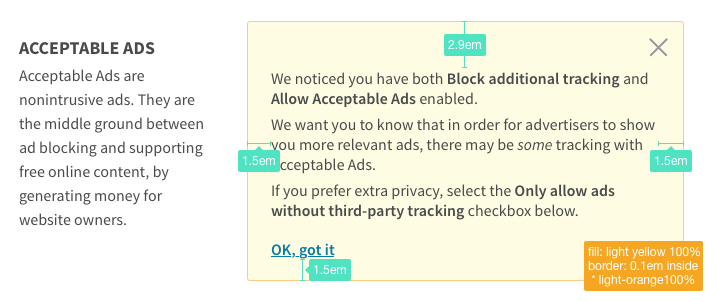 ACCEPTABLE ADS
Acceptable Ads are
nonintrusive ads. They are
the middle ground between
ad blocking and supporting
free online content, by
generating money for
website owners.
2.9em
We noticed you have both Block additional tracking and
Allow Acceptable Ads enabled.
We want you to know that in order for advertisers to show
you more relevant ads, there may be some tracking with
Acceptable Ads.
1.5em
1.5em
If you prefer extra privacy, select the Only allow ads
without third-party tracking checkbox below.
OK, got it
1.5em
fill: light yellow 100%
border: 0.1em inside
* light-orange100%